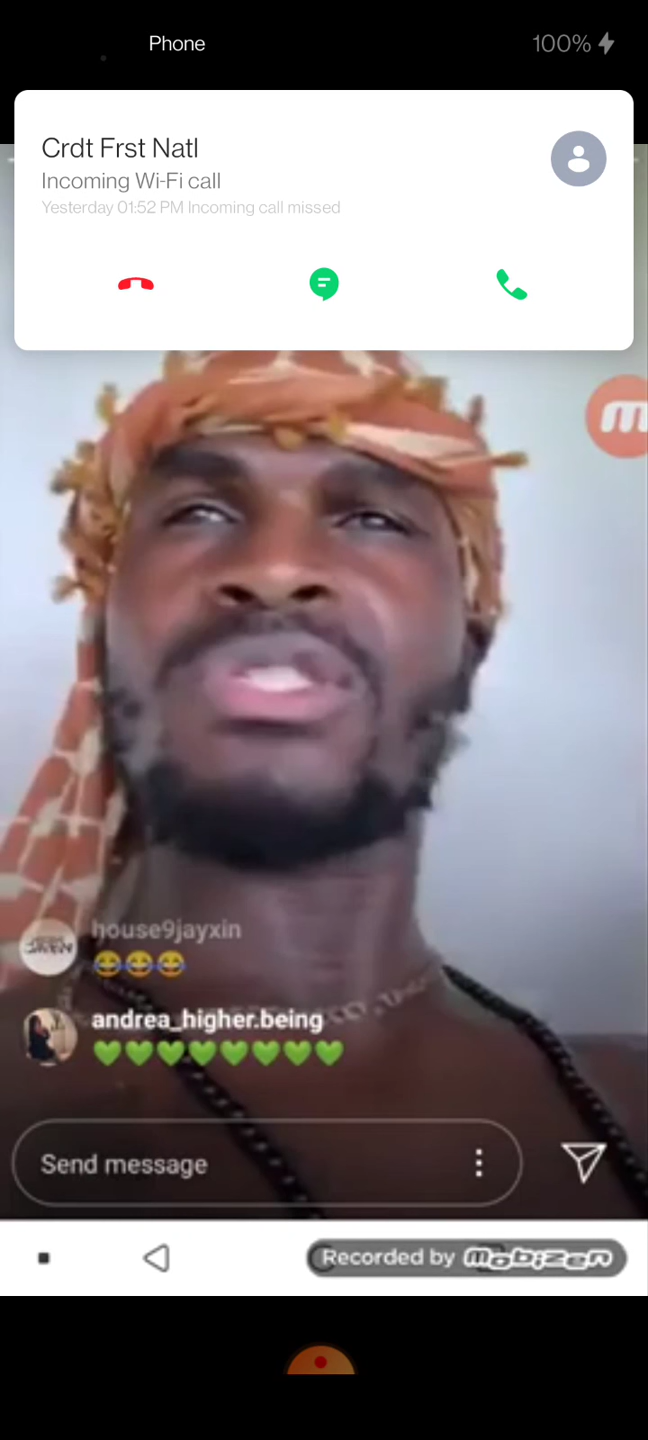 Phone
100%
Crdt Frst Natl
Incoming Wi-Fi call
Yesterday 01:52 PM Incoming call missed
house9jayxin
😂😂😂
andrea_higher.being
💚💚💚💚💚💚💚💚
Send message
Recorded by mobizen